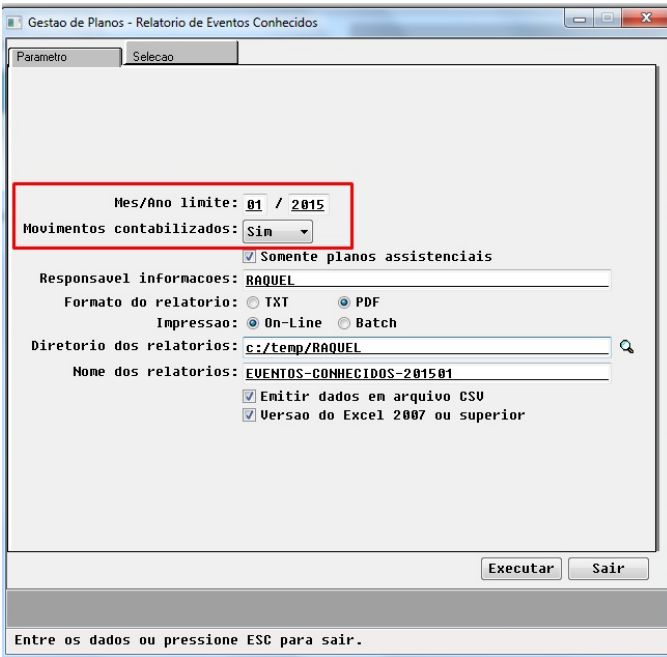 Gestao de Planos - Relatorio de Eventos Conhecidos
Parametro Selecao
Mes/Ano limite: 01 / 2015
Movimentos contabilizados: Sim
Somente planos assistenciais
Responsavel informacoes: RAQUEL
Formato do relatorio: TXT PDF
Impressao: On-Line Batch
Diretorio dos relatorios: c:/temp/RAQUEL
Nome dos relatorios: EVENTOS-CONHECIDOS-201501
Emitir dados em arquivo CSV
Versao do Excel 2007 ou superior
Executar Sair
Entre os dados ou pressione ESC para sair.